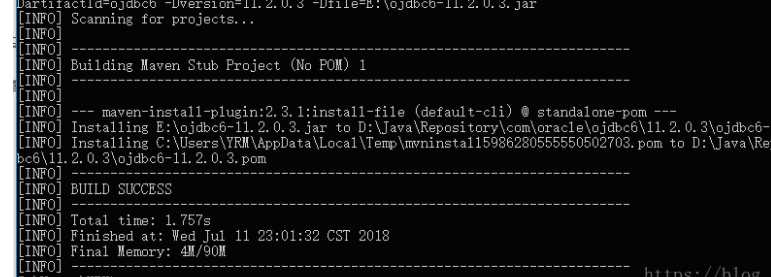 DartifactId=ojdbc6 -Dversion=11.2.0.3 -Dfile=E:\ojdbc6-11.2.0.3.jar
[INFO] Scanning for projects...
[INFO]
[INFO] ------------------------------------------------------------------------
[INFO] Building Maven Stub Project (No POM) 1
[INFO] ------------------------------------------------------------------------
[INFO]
[INFO] --- maven-install-plugin:2.3.1:install-file (default-cli) @ standalone-pom ---
[INFO] Installing E:\ojdbc6-11.2.0.3.jar to D:\Java\Repository\com\oracle\ojdbc6\11.2.0.3\ojdbc6-
[INFO] Installing C:\Users\YRM\AppData\Local\Temp\mvninstall5986280555550502703.pom to D:\Java\Re
bc6\11.2.0.3\ojdbc6-11.2.0.3.pom
[INFO] ------------------------------------------------------------------------
[INFO] BUILD SUCCESS
[INFO] ------------------------------------------------------------------------
[INFO] Total time: 1.757s
[INFO] Finished at: Wed Jul 11 23:01:32 CST 2018
[INFO] Final Memory: 4M/90M
[INFO] ------------------------------------------------------------------------
https://blog